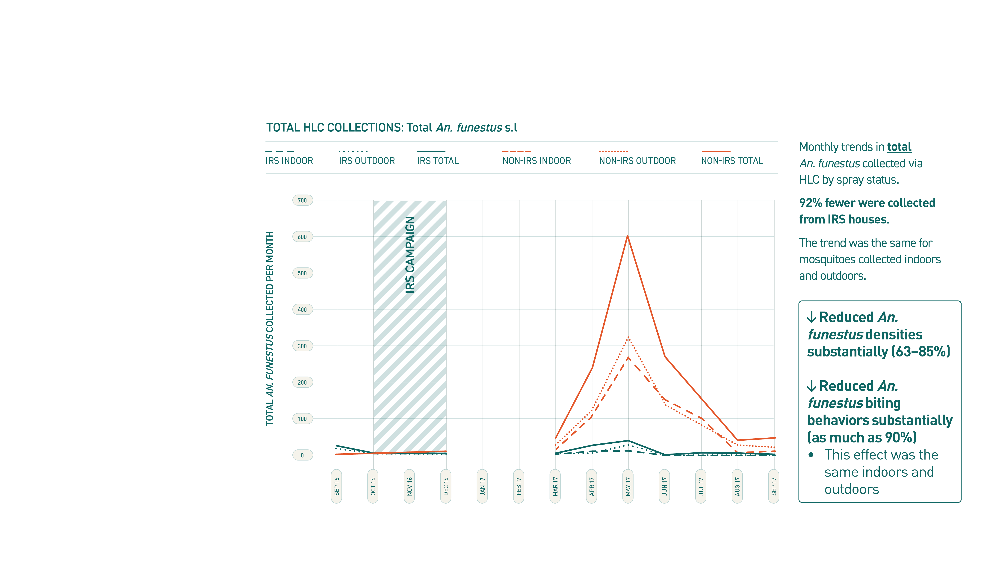 TOTAL HLC COLLECTIONS: Total An. funestus s.l
IRS INDOOR
IRS OUTDOOR
IRS TOTAL
NON-IRS INDOOR
NON-IRS OUTDOOR
NON-IRS TOTAL
TOTAL AN. FUNESTUS COLLECTED PER MONTH
700
600
500
400
300
200
100
0
IRS CAMPAIGN
SEP 16
OCT 16
NOV 16
DEC 16
JAN 17
FEB 17
MAR 17
APR 17
MAY 17
JUN 17
JUL 17
AUG 17
SEP 17
Monthly trends in total
An. funestus collected via
HLC by spray status.
92% fewer were collected
from IRS houses.
The trend was the same for
mosquitoes collected indoors
and outdoors.
↓ Reduced An.
funestus densities
substantially (63–85%)
↓ Reduced An.
funestus biting
behaviors substantially
(as much as 90%)
• This effect was the
same indoors and
outdoors